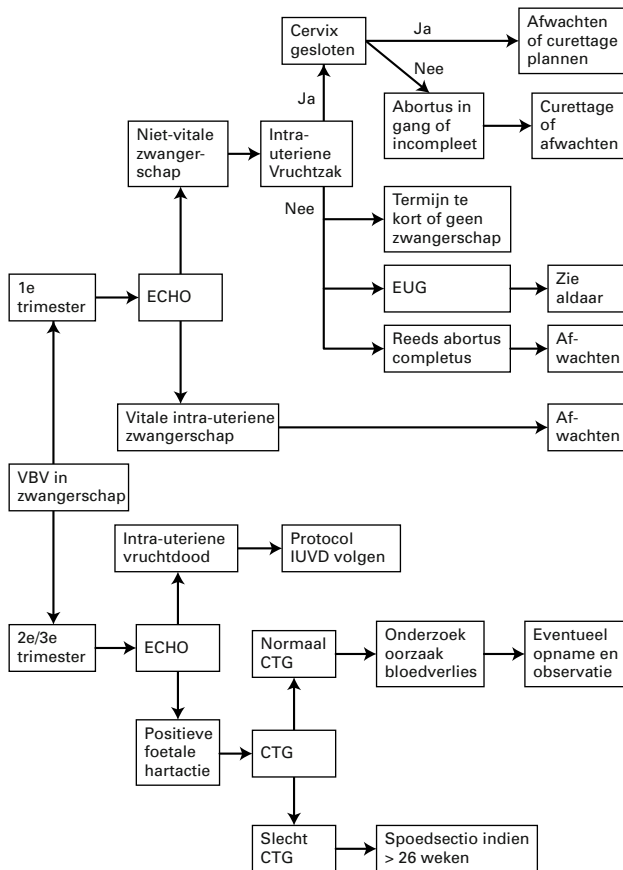 Cervix
gesloten
Ja
Afwachten
of curettage
plannen
Nee
Ja
Abortus in
gang of
incompleet
Curettage
of
afwachten
Niet-vitale
zwanger-
schap
Intra-
uteriene
Vruchtzak
Nee
Termijn te
kort of geen
zwangerschap
1e
trimester
ECHO
EUG
Zie
aldaar
Reeds abortus
completus
Af-
wachten
Vitale intra-uteriene
zwangerschap
Af-
wachten
VBV in
zwangerschap
Intra-uteriene
vruchtdood
Protocol
IUVD volgen
2e/3e
trimester
ECHO
Normaal
CTG
Onderzoek
oorzaak
bloedverlies
Eventueel
opname en
observatie
Positieve
foetale
hartactie
CTG
Slecht
CTG
Spoedsectio indien
> 26 weken